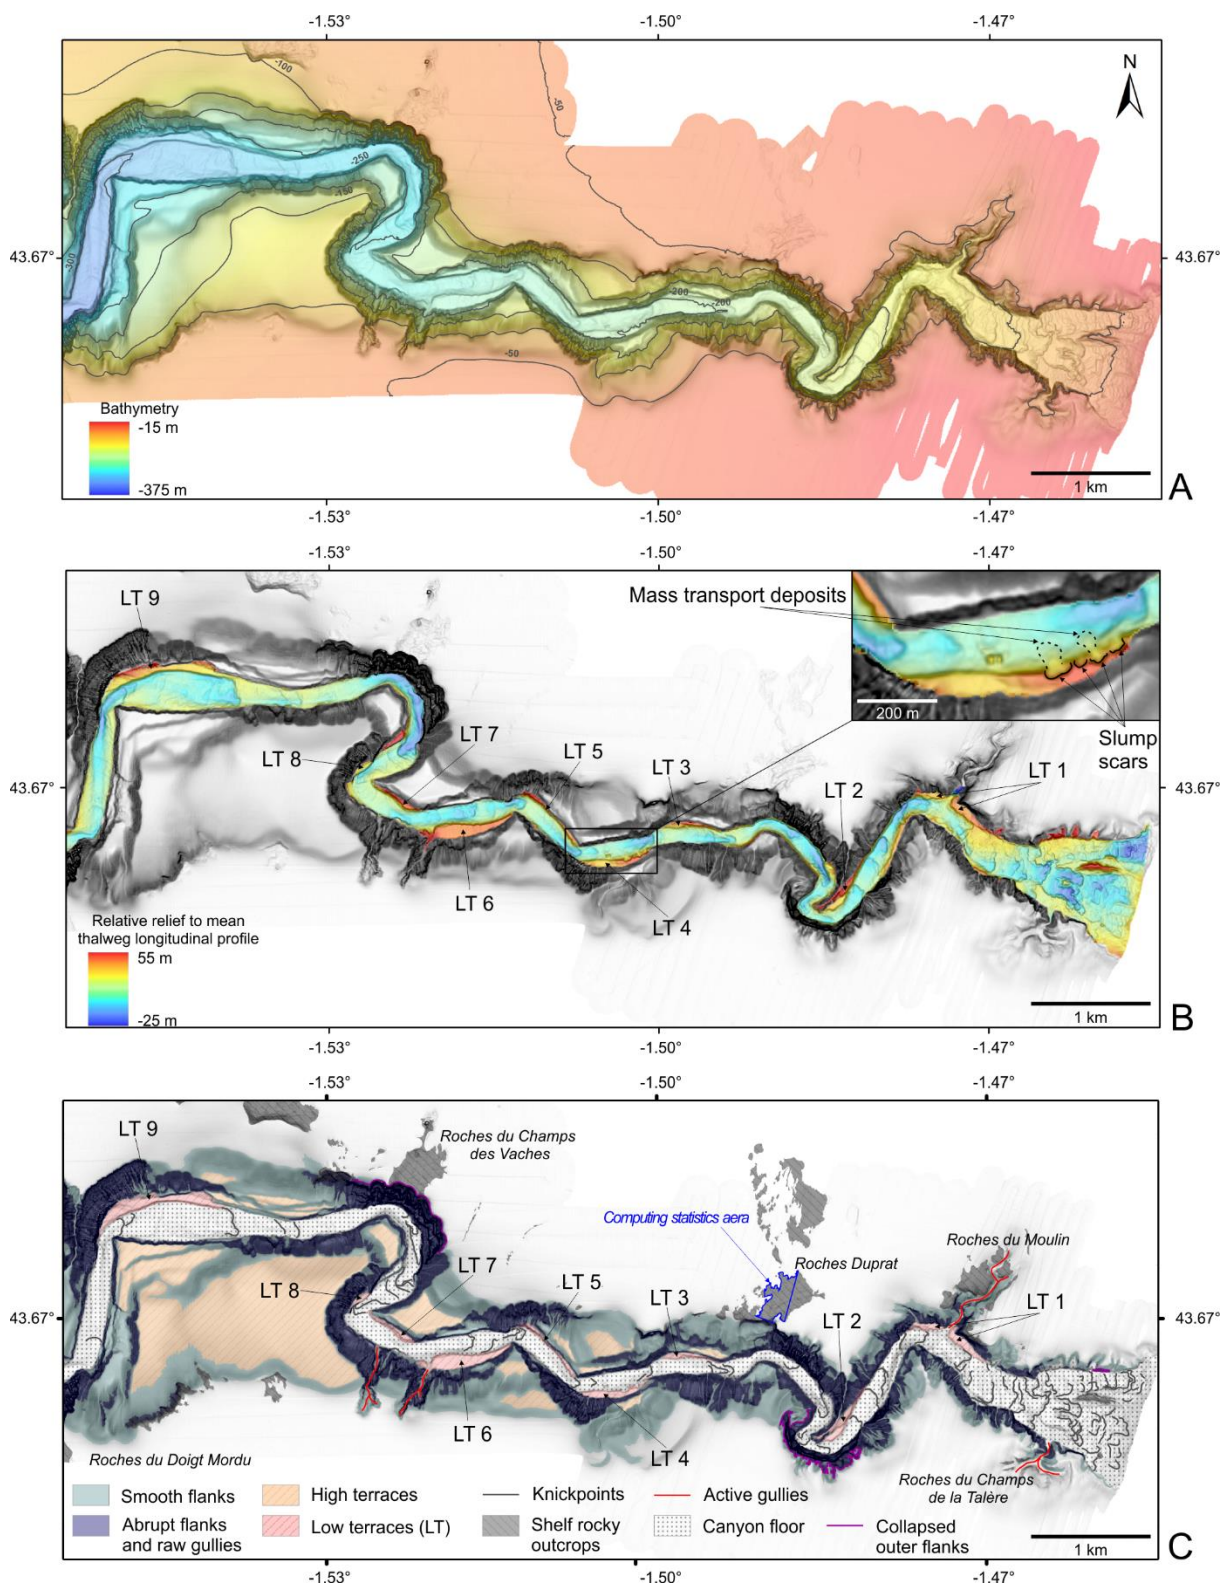 -1.53°
-1.50°
-1.47°
-100
-50
N
-250
-150
43.67°
43.67°
-300
-200
-200
-50
Bathymetry
-15 m
-375 m
1 km
A
-1.53°
-1.50°
-1.47°
-1.53°
-1.50°
-1.47°
LT 9
Mass transport deposits
200 m
Slump
scars
LT 7
LT 8
LT 5
LT 3
LT 2
LT 1
43.67°
43.67°
LT 6
LT 4
Relative relief to mean
thalweg longitudinal profile
55 m
-25 m
1 km
B
-1.53°
-1.50°
-1.47°
-1.53°
-1.50°
-1.47°
LT 9
Roches du Champs
des Vaches
Computing statistics aera
Roches du Moulin
Roches Duprat
LT 7
LT 8
LT 5
LT 3
LT 2
LT 1
43.67°
43.67°
LT 6
LT 4
Roches du Doigt Mordu
Roches du Champs
de la Talère
Smooth flanks
High terraces
Knickpoints
Active gullies
Abrupt flanks
and raw gullies
Low terraces (LT)
Shelf rocky
outcrops
Canyon floor
Collapsed
outer flanks
1 km
C
-1.53°
-1.50°
-1.47°